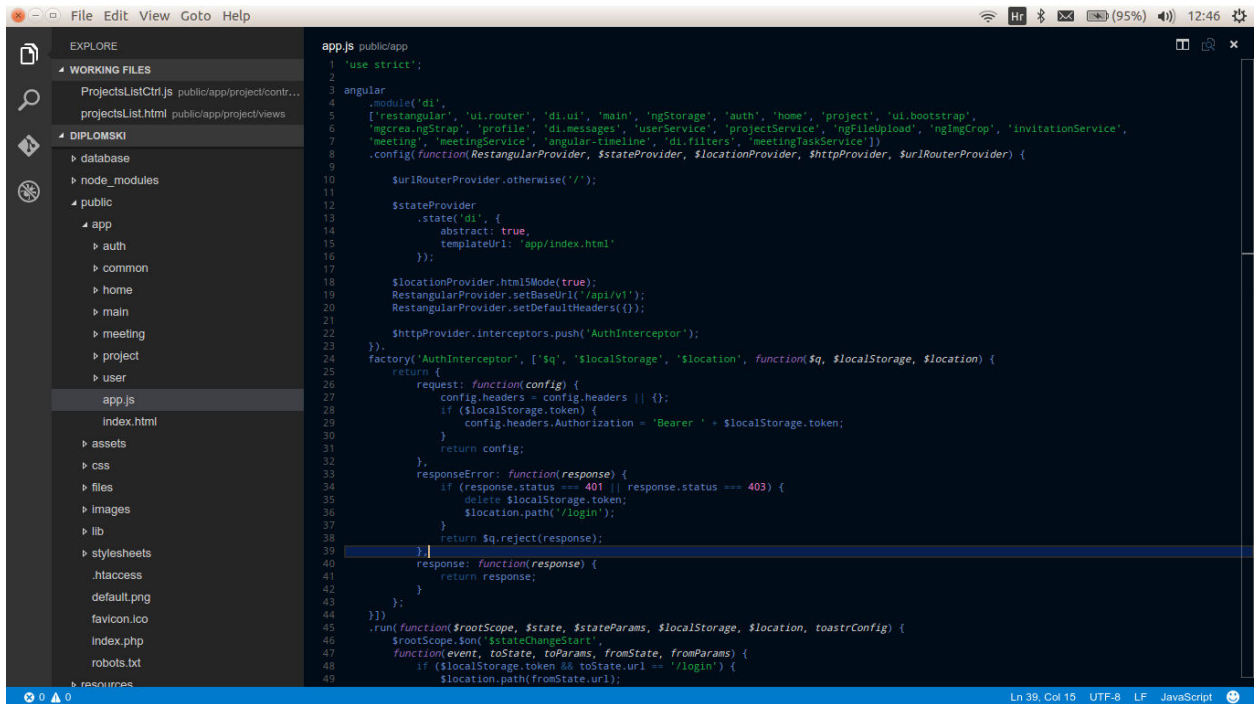 File Edit View Goto Help
Hr (95%) 12:46
EXPLORE
WORKING FILES
ProjectsListCtrl.js public/app/project/contr...
projectsList.html public/app/project/views
DIPLOMSKI
database
node_modules
public
app
auth
common
home
main
meeting
project
user
app.js
index.html
assets
css
files
images
lib
stylesheets
.htaccess
default.png
favicon.ico
index.php
robots.txt
resources
app.js public/app
1 'use strict';
2
3 angular
4 .module('di',
5 ['restangular', 'ui.router', 'di.ui', 'main', 'ngStorage', 'auth', 'home', 'project', 'ui.bootstrap',
6 'mgcrea.ngStrap', 'profile', 'di.messages', 'userService', 'projectService', 'ngFileUpload', 'ngImgCrop', 'invitationService',
7 'meeting', 'meetingService', 'angular-timeline', 'di.filters', 'meetingTaskService'])
8 .config(function(RestangularProvider, $stateProvider, $locationProvider, $httpProvider, $urlRouterProvider) {
9
10 $urlRouterProvider.otherwise('/');
11
12 $stateProvider
13 .state('di', {
14 abstract: true,
15 templateUrl: 'app/index.html'
16 });
17
18 $locationProvider.html5Mode(true);
19 RestangularProvider.setBaseUrl('/api/v1');
20 RestangularProvider.setDefaultHeaders({});
21
22 $httpProvider.interceptors.push('AuthInterceptor');
23 }).
24 factory('AuthInterceptor', ['$q', '$localStorage', '$location', function($q, $localStorage, $location) {
25 return {
26 request: function(config) {
27 config.headers = config.headers || {};
28 if ($localStorage.token) {
29 config.headers.Authorization = 'Bearer ' + $localStorage.token;
30 }
31 return config;
32 },
33 responseError: function(response) {
34 if (response.status === 401 || response.status === 403) {
35 delete $localStorage.token;
36 $location.path('/login');
37 }
38 return $q.reject(response);
39 },
40 response: function(response) {
41 return response;
42 }
43 };
44 }])
45 .run(function($rootScope, $state, $stateParams, $localStorage, $location, toastrConfig) {
46 $rootScope.$on('$stateChangeStart',
47 function(event, toState, toParams, fromState, fromParams) {
48 if ($localStorage.token && toState.url == '/login') {
49 $location.path(fromState.url);
0 0
Ln 39, Col 15 UTF-8 LF JavaScript